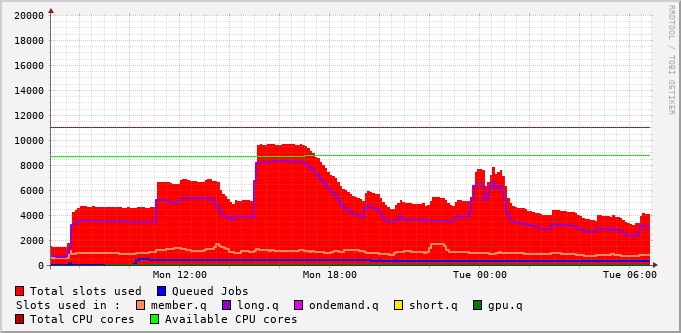 RRDTOOL / TOBI OETIKER
20000
18000
16000
14000
12000
10000
8000
6000
4000
2000
0
Mon 12:00 Mon 18:00 Tue 00:00 Tue 06:00
Total slots used Queued Jobs
Slots used in : member.q long.q ondemand.q short.q gpu.q
Total CPU cores Available CPU cores